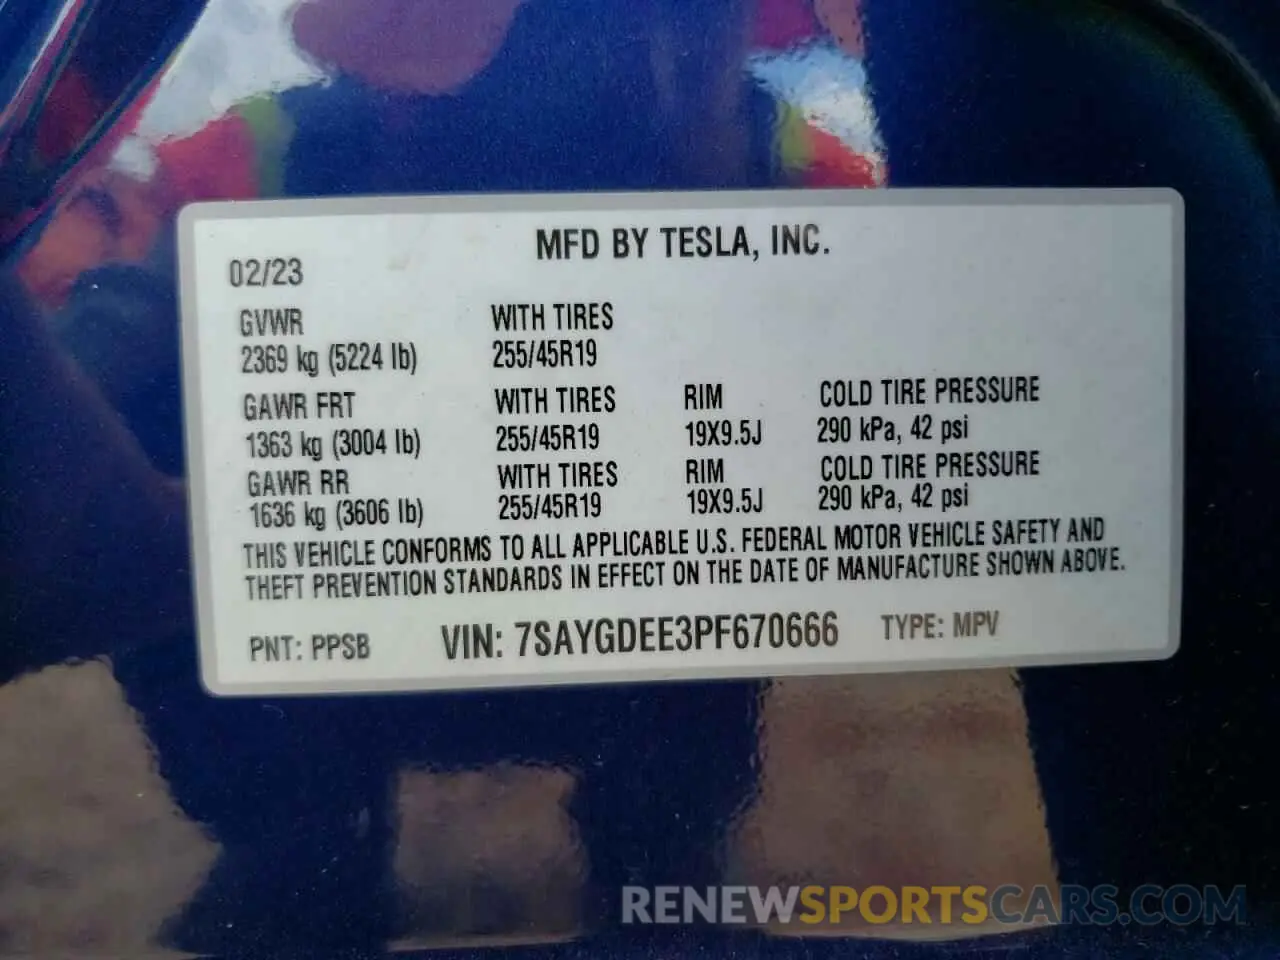 MFD BY TESLA, INC.
02/23
GVWR WITH TIRES
2369 kg (5224 lb) 255/45R19
GAWR FRT WITH TIRES RIM COLD TIRE PRESSURE
1363 kg (3004 lb) 255/45R19 19X9.5J 290 kPa, 42 psi
GAWR RR WITH TIRES RIM COLD TIRE PRESSURE
1636 kg (3606 lb) 255/45R19 19X9.5J 290 kPa, 42 psi
THIS VEHICLE CONFORMS TO ALL APPLICABLE U.S. FEDERAL MOTOR VEHICLE SAFETY AND
THEFT PREVENTION STANDARDS IN EFFECT ON THE DATE OF MANUFACTURE SHOWN ABOVE.
PNT: PPSB VIN: 7SAYGDEE3PF670666 TYPE: MPV
RENEWSPORTSCARS.COM